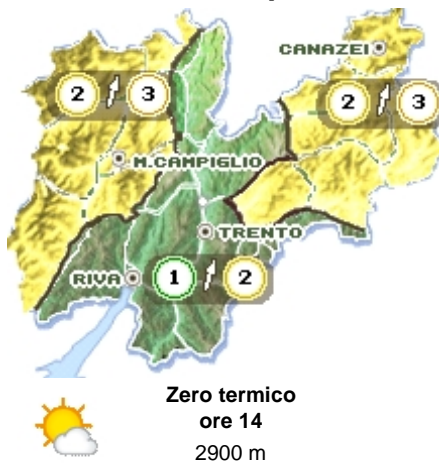 CANAZEI
2 3
2 3
M.CAMPIGLIO
TRENTO
RIVA
1 2
Zero termico
ore 14
2900 m